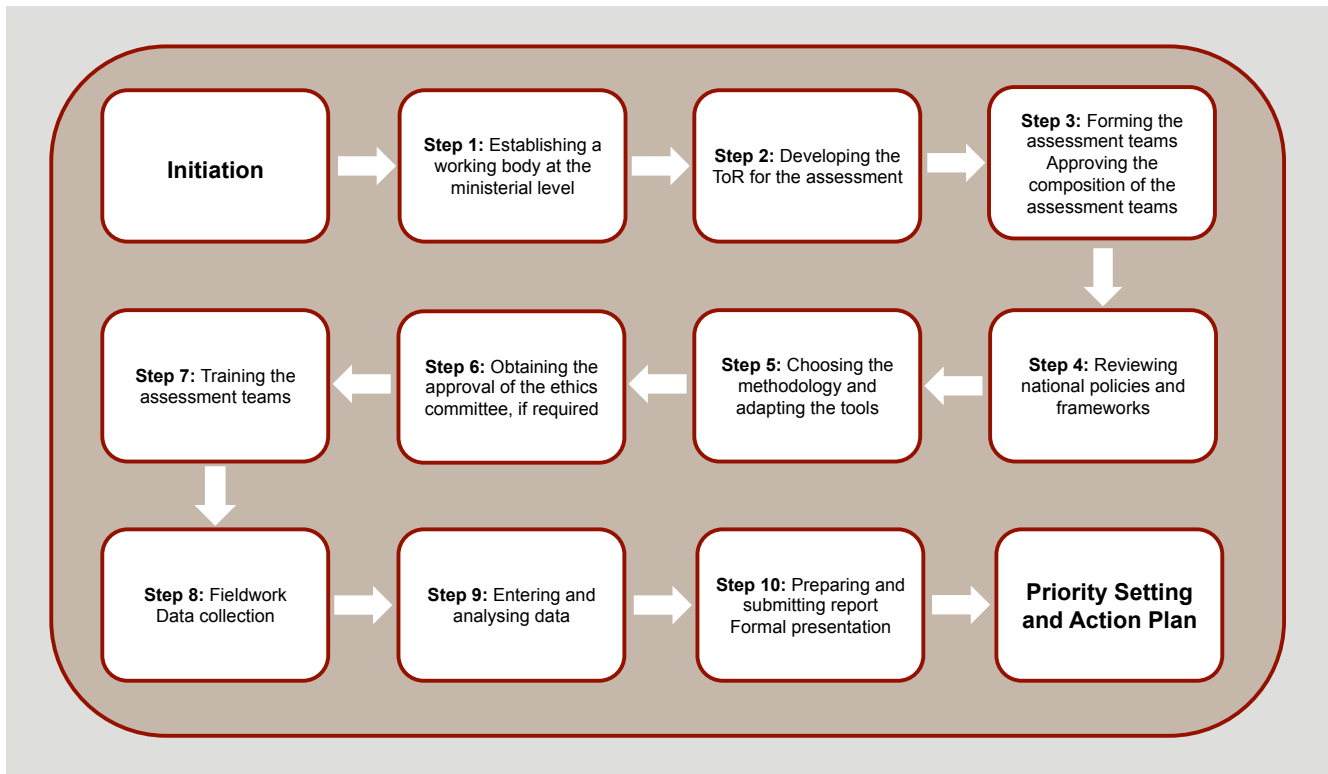 Initiation
Step 1: Establishing a
working body at the
ministerial level
Step 2: Developing the
ToR for the assessment
Step 3: Forming the
assessment teams
Approving the
composition of the
assessment teams
Step 7: Training the
assessment teams
Step 6: Obtaining the
approval of the ethics
committee, if required
Step 5: Choosing the
methodology and
adapting the tools
Step 4: Reviewing
national policies and
frameworks
Step 8: Fieldwork
Data collection
Step 9: Entering and
analysing data
Step 10: Preparing and
submitting report
Formal presentation
Priority Setting
and Action Plan